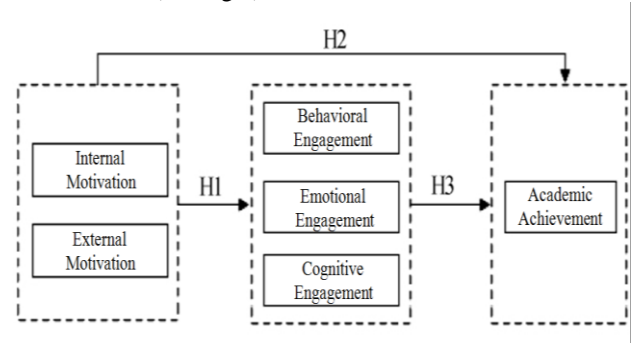 H2
Internal
Motivation
External
Motivation
H1
Behavioral
Engagement
Emotional
Engagement
Cognitive
Engagement
H3
Academic
Achievement